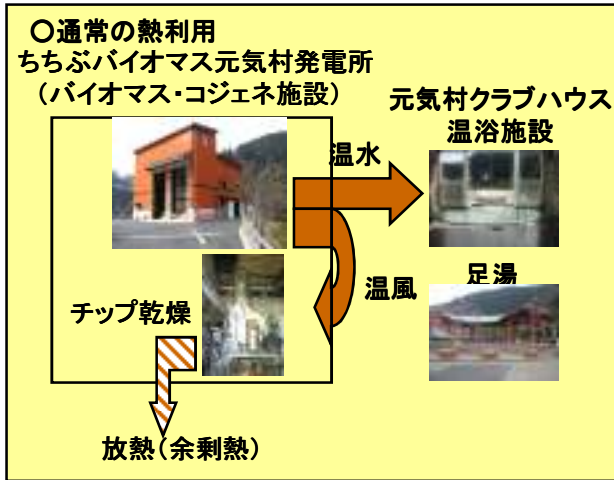 〇通常の熱利用
ちちぶバイオマス元気村発電所
（バイオマス・コジェネ施設）
元気村クラブハウス
温浴施設
温水
温風
足湯
チップ乾燥
放熱（余剰熱）